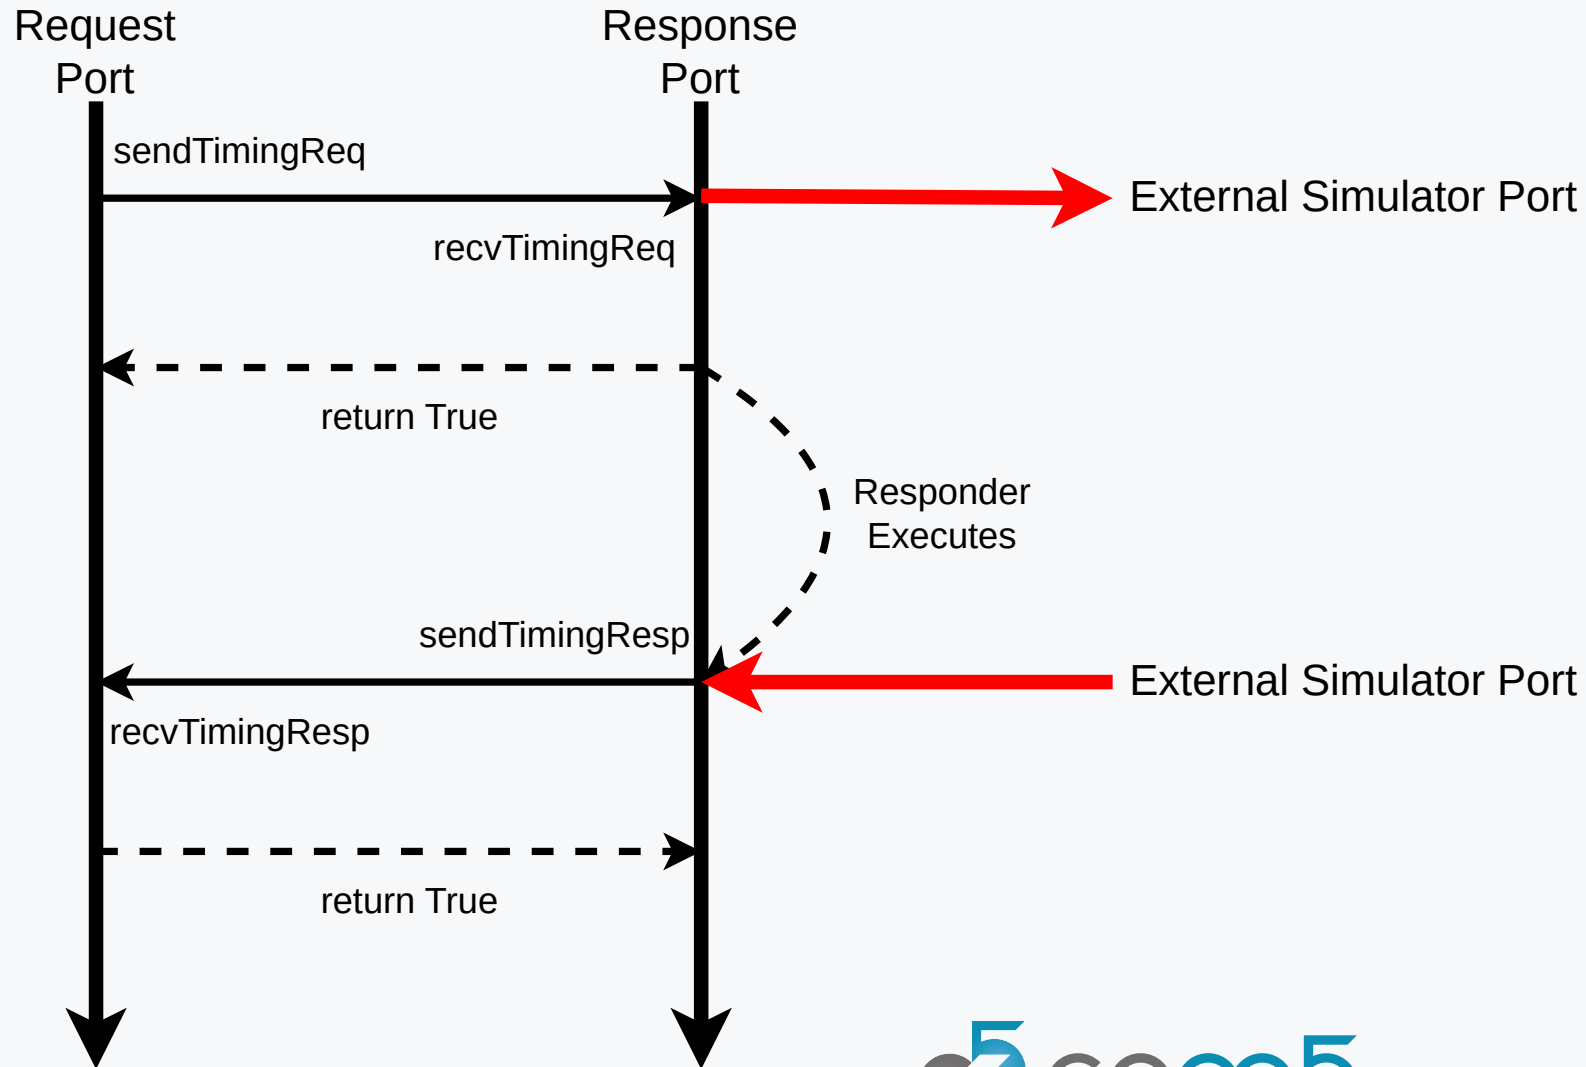 Request
Port
Response
Port
sendTimingReq
External Simulator Port
recvTimingReq
return True
Responder
Executes
sendTimingResp
External Simulator Port
recvTimingResp
return True